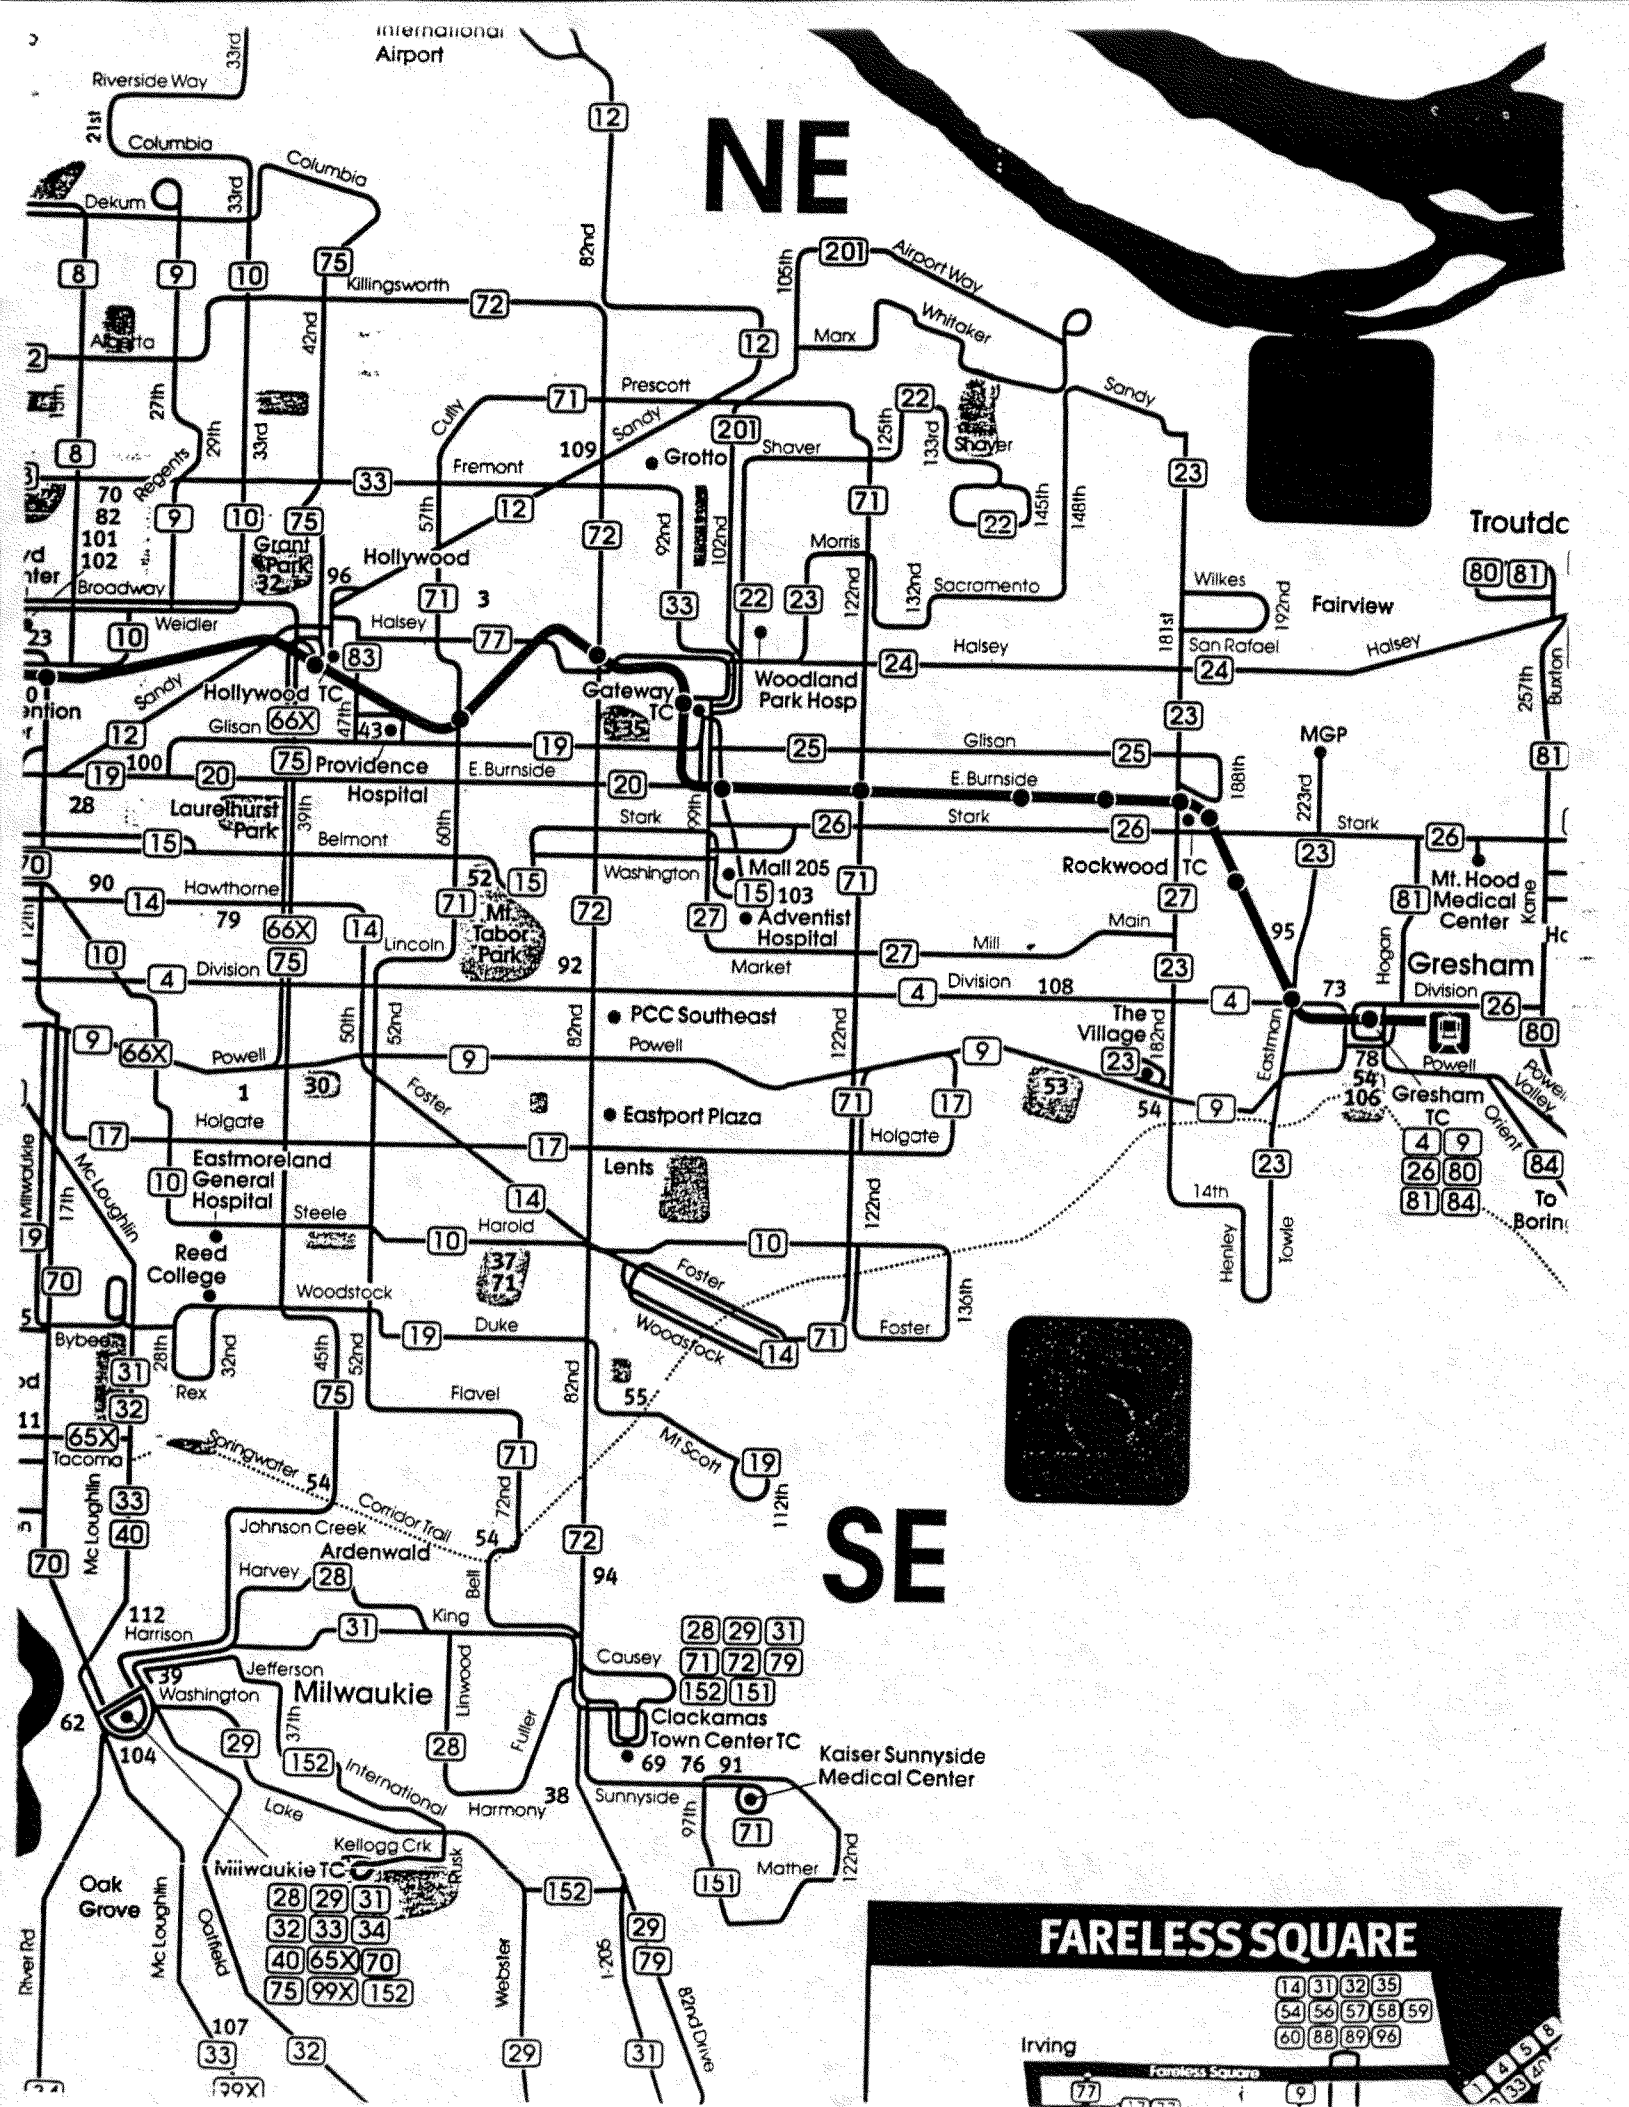 International
Airport
33rd
Riverside Way
12
21st
Columbia
Columbia
NE
33rd
Dekum
82nd
105th
201
Airport Way
8
9
10
75
Killingsworth
72
42nd
Marx
Whitaker
Alberta
12
2
15th
27th
Prescott
71
Cully
Sandy
Sandy
22
125th
133rd
Shaver
29th
33rd
109
201
Shaver
Grotto
8
Regents
Fremont
33
23
70
82
101
102
9
10
75
57th
12
71
72
92nd
102nd
22
145th
148th
Troutdc
Grant
Park
32
Hollywood
96
Morris
80 81
Broadway
71
3
33
22
23
122nd
132nd
Sacramento
Wilkes
192nd
Fairview
23
10
Weidler
Halsey
77
181st
San Rafael
83
Halsey
24
24
Halsey
257th
Buxton
Sandy
Hollywood TC
Gateway
TC
35
Woodland
Park Hosp
66X
47th
43
12
Glisan
19
25
Glisan
25
23
MGP
81
100
19
20
75
Providence
Hospital
E. Burnside
20
E. Burnside
188th
223rd
28
Laurelhurst
Park
39th
60th
99th
Stark
26
Stark
26
Stark
26
15
Belmont
70
Washington
Mall 205
Rockwood TC
23
90
14
Hawthorne
52
15
15 103
71
27
81
Mt. Hood
Medical
Center
Kane
79
12th
66X
14
71
Mt.
Tabor
Park
72
27
Adventist
Hospital
Main
95
Hogan
10
75
Lincoln
92
27
Mill
Market
23
Gresham
4
Division
4
Division
108
4
73
Division
26
50th
52nd
82nd
PCC Southeast
122nd
The
Village
23
182nd
Eastman
80
9
66X
Powell
9
Powell
9
78
Powell
Powell
Valley
1
30
Foster
71
17
53
54
9
54
106
Gresham
TC
Orient
Holgate
Eastport Plaza
Holgate
4 9
26 80
81 84
17
17
23
84
To
Boring
Milwaukie
17th
Mc Loughlin
Eastmoreland
General
Hospital
10
Lents
14
122nd
14th
Steele
Harold
10
10
Henley
Towle
19
Reed
College
70
37
71
Foster
136th
Woodstock
Woodstock
19
Duke
14
71
Foster
Bybee
28th
32nd
45th
52nd
82nd
31
Rex
75
Flavel
55
11
32
65X
Tacoma
Springwater
71
Mt Scott
19
54
Mc Loughlin
33
Corridor Trail
72nd
112th
40
Johnson Creek
54
72
SE
Ardenwald
70
Harvey
28
Bell
94
112
Harrison
31
King
28 29 31
71 72 79
152 151
Causey
39
Jefferson
Washington
Milwaukie
Linwood
Clackamas
Town Center TC
62
37th
Fuller
69 76 91
104
29
152
28
Kaiser Sunnyside
Medical Center
International
Harmony
38
Sunnyside
Lake
97th
71
Kellogg Crk
Mather
122nd
Milwaukie TC
Rusk
151
Oak
Grove
28 29 31
32 33 34
40 65X 70
75 99X 152
152
29
79
FARELESS SQUARE
River Rd
Mc Loughlin
Oatfield
Webster
I-205
82nd Drive
14 31 32 35
54 56 57 58 59
60 88 89 96
107
33
32
29
31
Irving
Fareless Square
1 4 5 8
33 40
99X
77
9